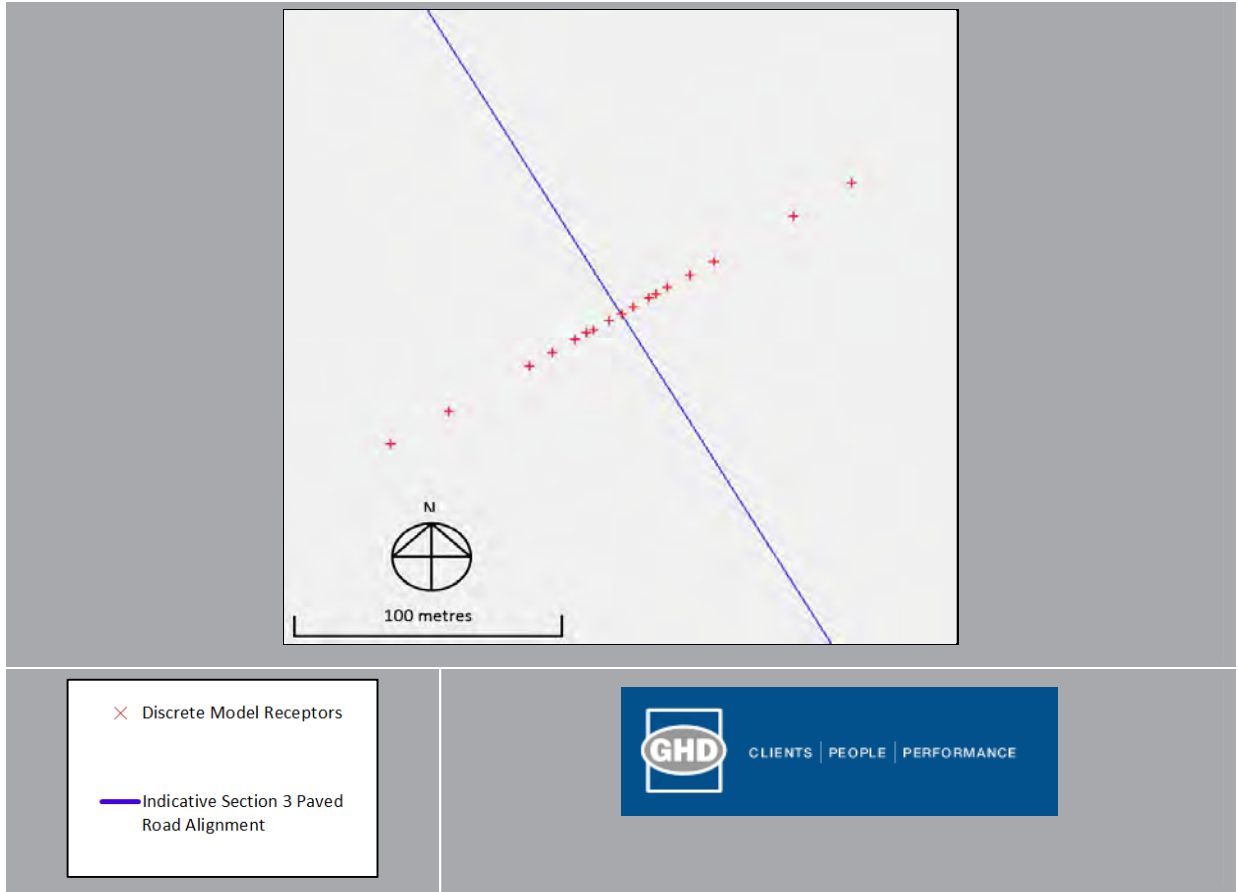 N
100 metres
Discrete Model Receptors
Indicative Section 3 Paved
Road Alignment
GHD
CLIENTS | PEOPLE | PERFORMANCE